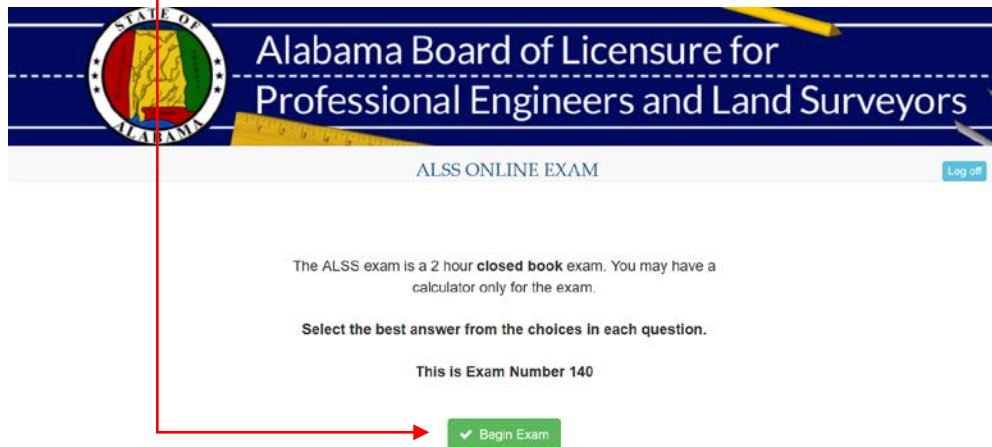 STATE OF
ALABAMA
Alabama Board of Licensure for
Professional Engineers and Land Surveyors
ALSS ONLINE EXAM
Log off
The ALSS exam is a 2 hour closed book exam. You may have a
calculator only for the exam.
Select the best answer from the choices in each question.
This is Exam Number 140
✔ Begin Exam